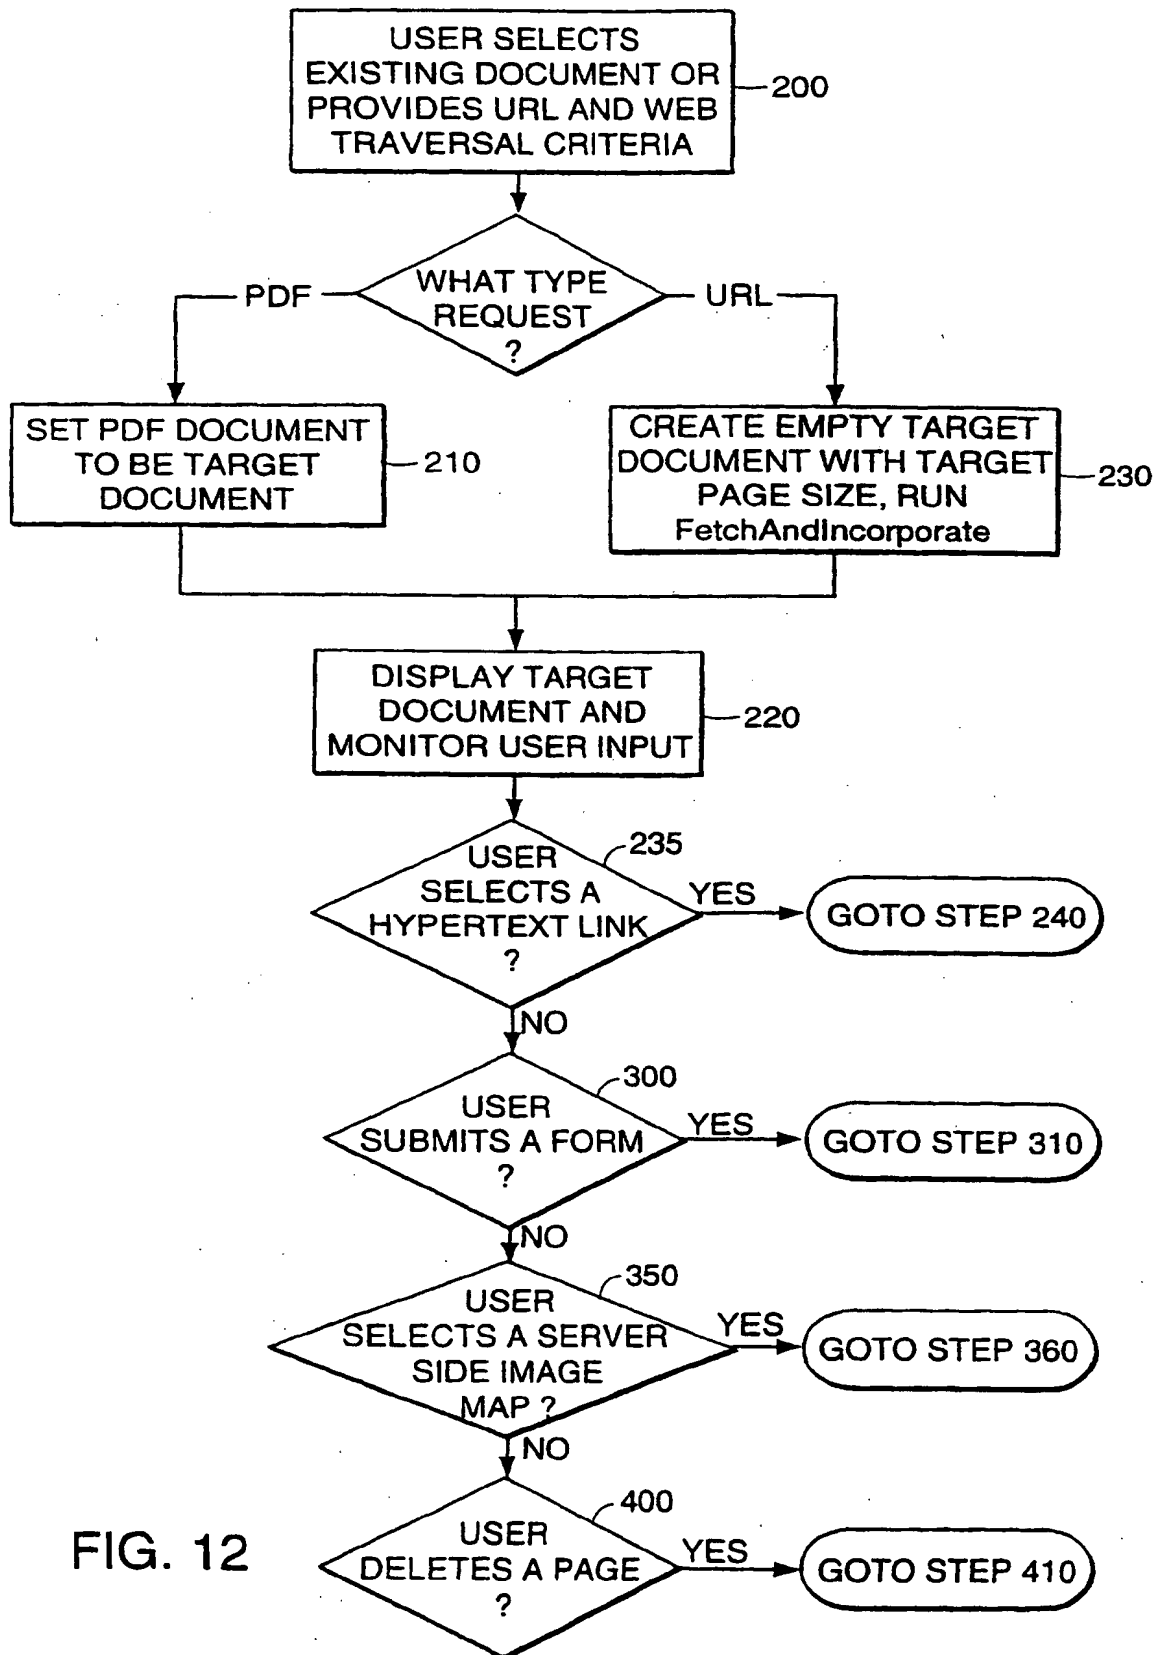 USER SELECTS
EXISTING DOCUMENT OR
PROVIDES URL AND WEB
TRAVERSAL CRITERIA
200
WHAT TYPE
REQUEST
?
PDF
URL
SET PDF DOCUMENT
TO BE TARGET
DOCUMENT
210
CREATE EMPTY TARGET
DOCUMENT WITH TARGET
PAGE SIZE, RUN
FetchAndIncorporate
230
DISPLAY TARGET
DOCUMENT AND
MONITOR USER INPUT
220
USER
SELECTS A
HYPERTEXT LINK
?
235
YES
GOTO STEP 240
NO
USER
SUBMITS A FORM
?
300
YES
GOTO STEP 310
NO
USER
SELECTS A SERVER
SIDE IMAGE
MAP ?
350
YES
GOTO STEP 360
NO
USER
DELETES A PAGE
?
400
YES
GOTO STEP 410
FIG. 12